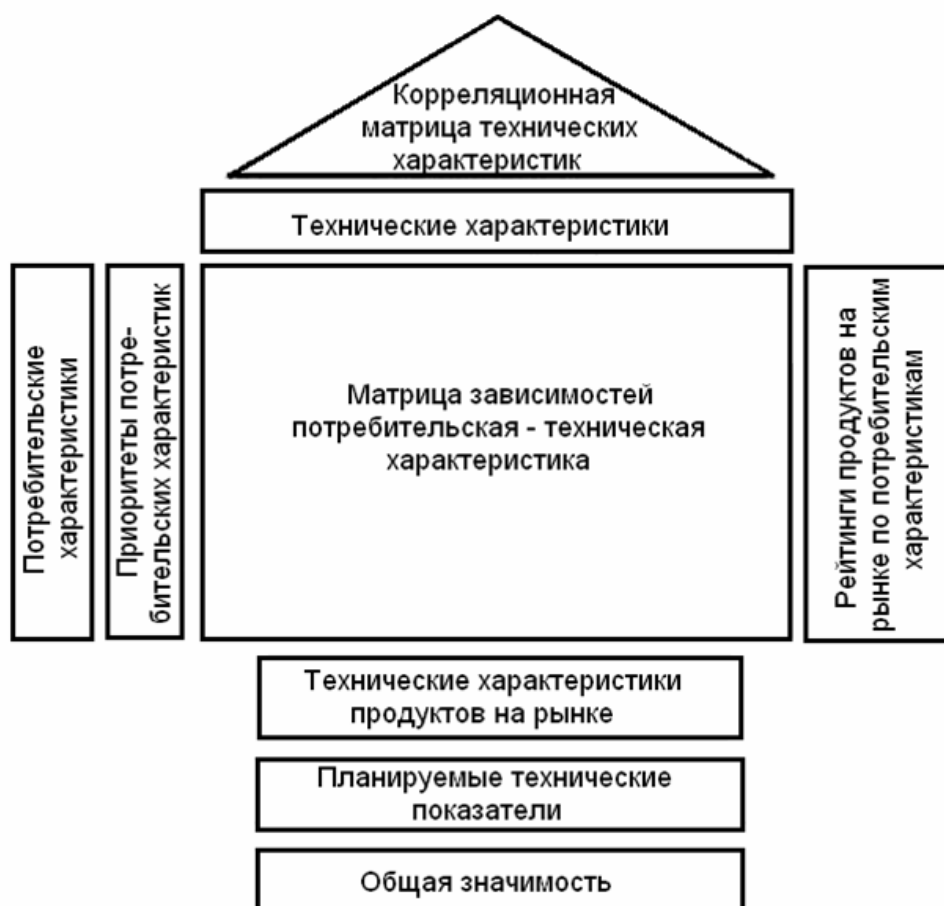 Корреляционная
матрица технических
характеристик
Технические характеристики
Потребительские
характеристики
Приоритеты потре-
бительских характеристик
Матрица зависимостей
потребительская - техническая
характеристика
Рейтинги продуктов на
рынке по потребительским
характеристикам
Технические характеристики
продуктов на рынке
Планируемые технические
показатели
Общая значимость